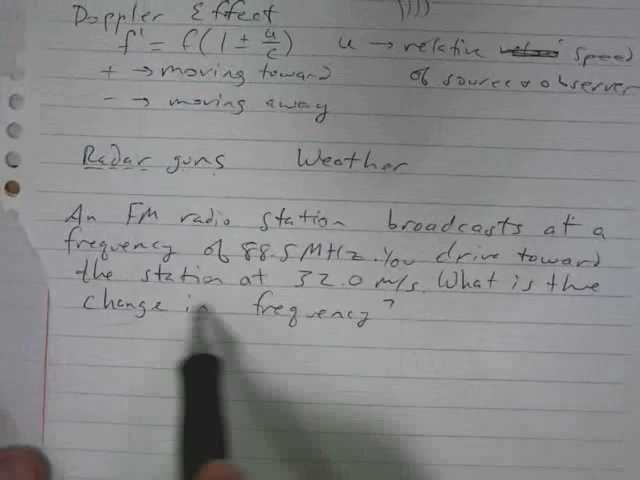 Doppler Effect ))))
f' = f(1 ± u/c) u → relative speed
+ → moving toward of source & observer
- → moving away
Radar guns Weather
An FM radio station broadcasts at a
frequency of 88.5 MHz. You drive toward
the station at 32.0 m/s. What is the
change in frequency?